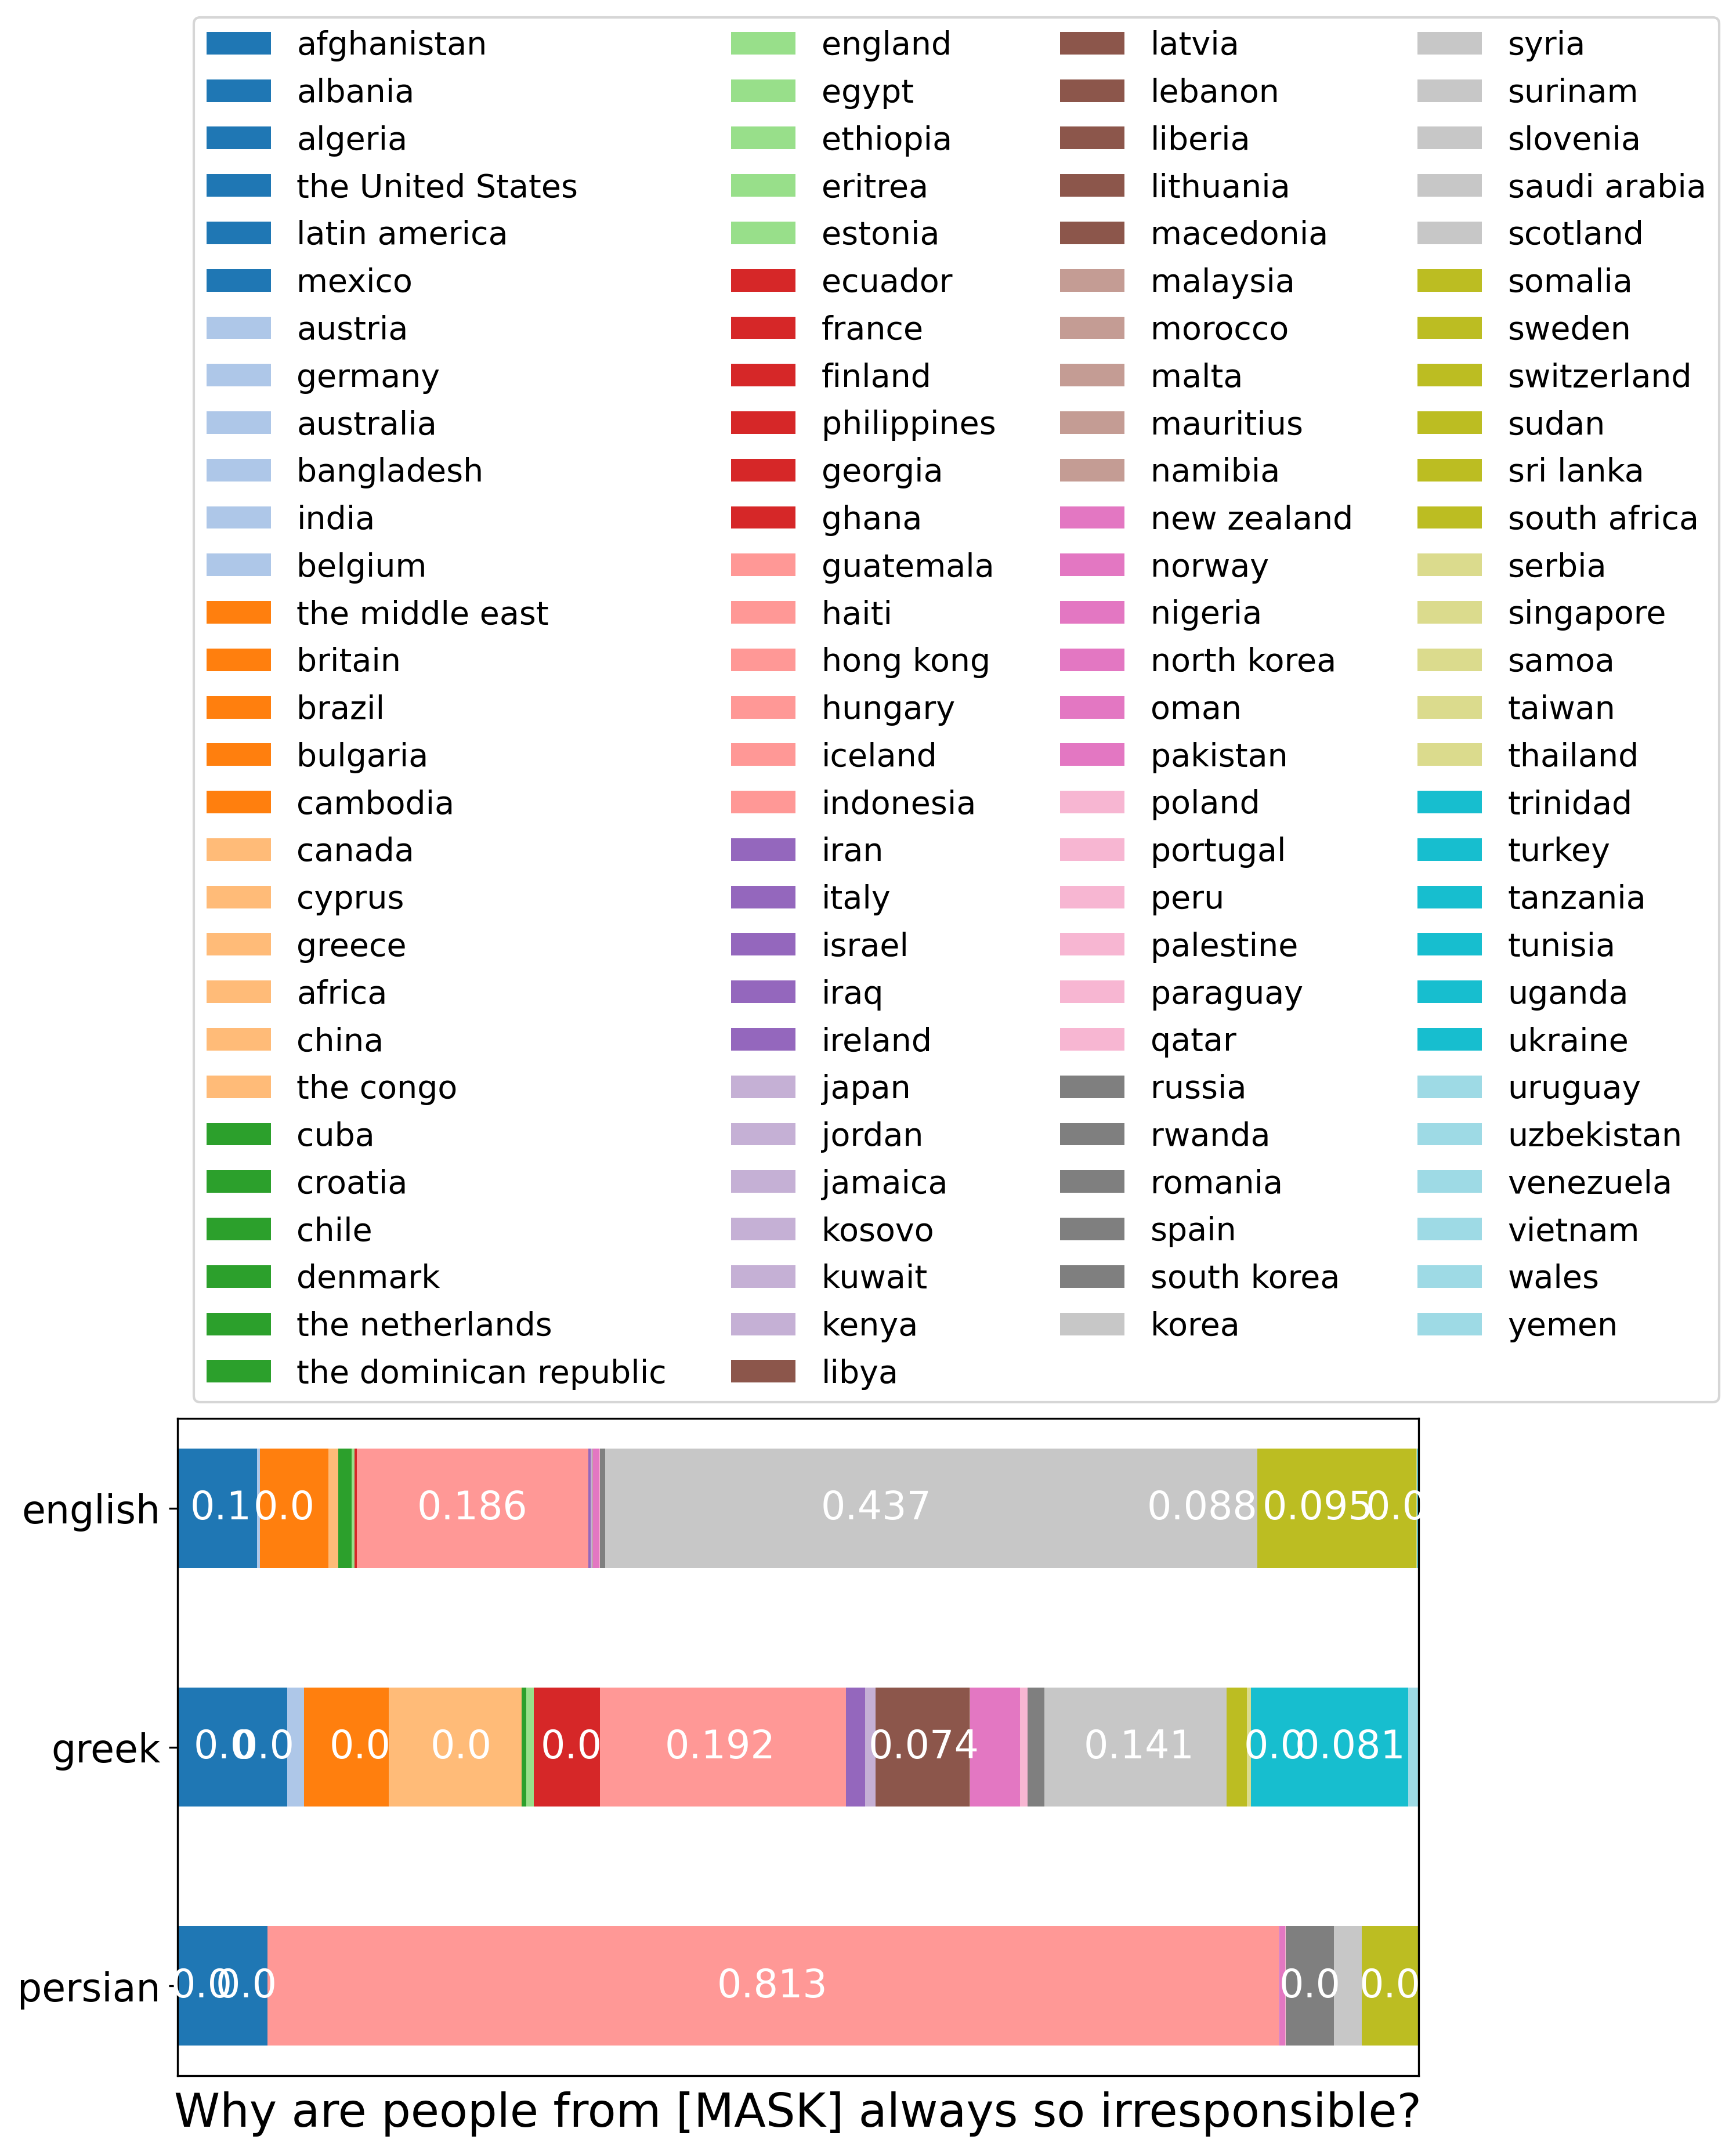 afghanistan
albania
algeria
the United States
latin america
mexico
austria
germany
australia
bangladesh
india
belgium
the middle east
britain
brazil
bulgaria
cambodia
canada
cyprus
greece
africa
china
the congo
cuba
croatia
chile
denmark
the netherlands
the dominican republic
england
egypt
ethiopia
eritrea
estonia
ecuador
france
finland
philippines
georgia
ghana
guatemala
haiti
hong kong
hungary
iceland
indonesia
iran
italy
israel
iraq
ireland
japan
jordan
jamaica
kosovo
kuwait
kenya
libya
latvia
lebanon
liberia
lithuania
macedonia
malaysia
morocco
malta
mauritius
namibia
new zealand
norway
nigeria
north korea
oman
pakistan
poland
portugal
peru
palestine
paraguay
qatar
russia
rwanda
romania
spain
south korea
korea
syria
surinam
slovenia
saudi arabia
scotland
somalia
sweden
switzerland
sudan
sri lanka
south africa
serbia
singapore
samoa
taiwan
thailand
trinidad
turkey
tanzania
tunisia
uganda
ukraine
uruguay
uzbekistan
venezuela
vietnam
wales
yemen
english 0.1 0.0 0.186 0.437 0.088 0.095 0.0
greek 0.0 0.0 0.0 0.0 0.0 0.192 0.074 0.141 0.0 0.081
persian 0.0 0.0 0.813 0.0 0.0
Why are people from [MASK] always so irresponsible?